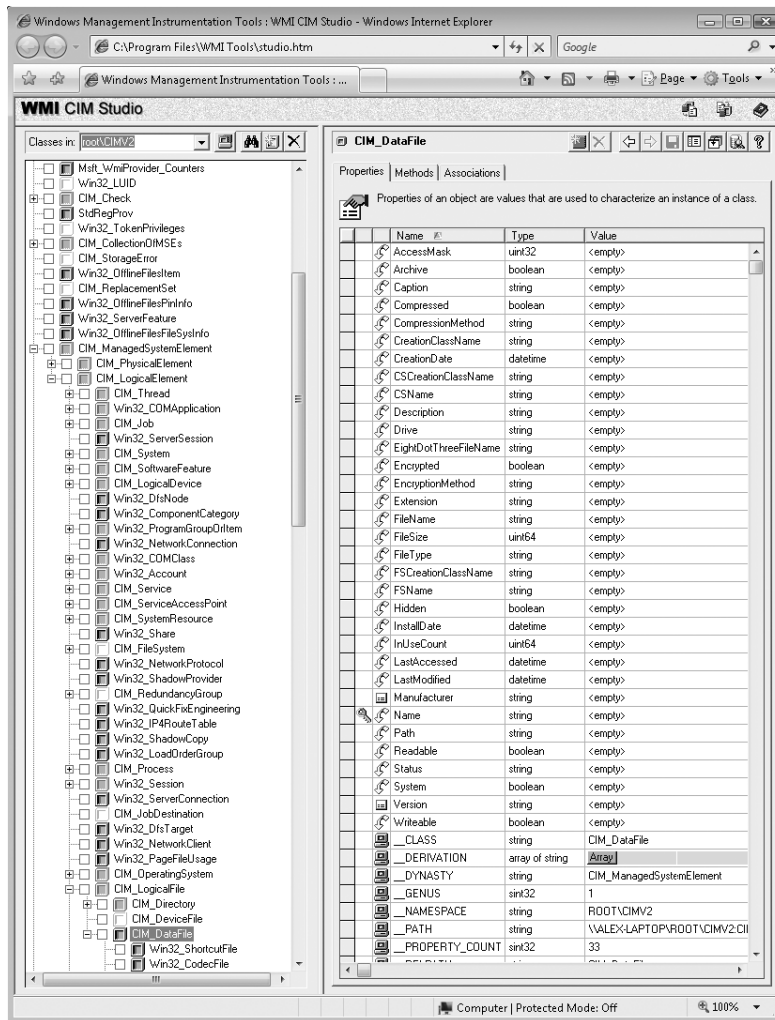 Windows Management Instrumentation Tools : WMI CIM Studio - Windows Internet Explorer
C:\Program Files\WMI Tools\studio.htm
Google
Windows Management Instrumentation Tools : ...
Page Tools
WMI CIM Studio
Classes in: root\CIMV2
Msft_WmiProvider_Counters
Win32_LUID
CIM_Check
StdRegProv
Win32_TokenPrivileges
CIM_CollectionOfMSEs
CIM_StorageError
Win32_OfflineFilesItem
CIM_ReplacementSet
Win32_OfflineFilesPinInfo
Win32_ServerFeature
Win32_OfflineFilesFileSysInfo
CIM_ManagedSystemElement
CIM_PhysicalElement
CIM_LogicalElement
CIM_Thread
Win32_COMApplication
CIM_Job
Win32_ServerSession
CIM_System
CIM_SoftwareFeature
CIM_LogicalDevice
Win32_DfsNode
Win32_ComponentCategory
Win32_ProgramGroupOrItem
Win32_NetworkConnection
Win32_COMClass
Win32_Account
CIM_Service
CIM_ServiceAccessPoint
CIM_SystemResource
Win32_Share
CIM_FileSystem
Win32_NetworkProtocol
Win32_ShadowProvider
CIM_RedundancyGroup
Win32_QuickFixEngineering
Win32_IP4RouteTable
Win32_ShadowCopy
Win32_LoadOrderGroup
CIM_Process
Win32_Session
Win32_ServerConnection
CIM_JobDestination
Win32_DfsTarget
Win32_NetworkClient
Win32_PageFileUsage
CIM_OperatingSystem
CIM_LogicalFile
CIM_Directory
CIM_DeviceFile
CIM_DataFile
Win32_ShortcutFile
Win32_CodecFile
CIM_DataFile
Properties Methods Associations
Properties of an object are values that are used to characterize an instance of a class.
Name Type Value
AccessMask uint32 <empty>
Archive boolean <empty>
Caption string <empty>
Compressed boolean <empty>
CompressionMethod string <empty>
CreationClassName string <empty>
CreationDate datetime <empty>
CSCreationClassName string <empty>
CSName string <empty>
Description string <empty>
Drive string <empty>
EightDotThreeFileName string <empty>
Encrypted boolean <empty>
EncryptionMethod string <empty>
Extension string <empty>
FileName string <empty>
FileSize uint64 <empty>
FileType string <empty>
FSCreationClassName string <empty>
FSName string <empty>
Hidden boolean <empty>
InstallDate datetime <empty>
InUseCount uint64 <empty>
LastAccessed datetime <empty>
LastModified datetime <empty>
Manufacturer string <empty>
Name string <empty>
Path string <empty>
Readable boolean <empty>
Status string <empty>
System boolean <empty>
Version string <empty>
Writeable boolean <empty>
__CLASS string CIM_DataFile
__DERIVATION array of string Array
__DYNASTY string CIM_ManagedSystemElement
__GENUS sint32 1
__NAMESPACE string ROOT\CIMV2
__PATH string \\ALEX-LAPTOP\ROOT\CIMV2:CI
__PROPERTY_COUNT sint32 33
Computer | Protected Mode: Off
100%